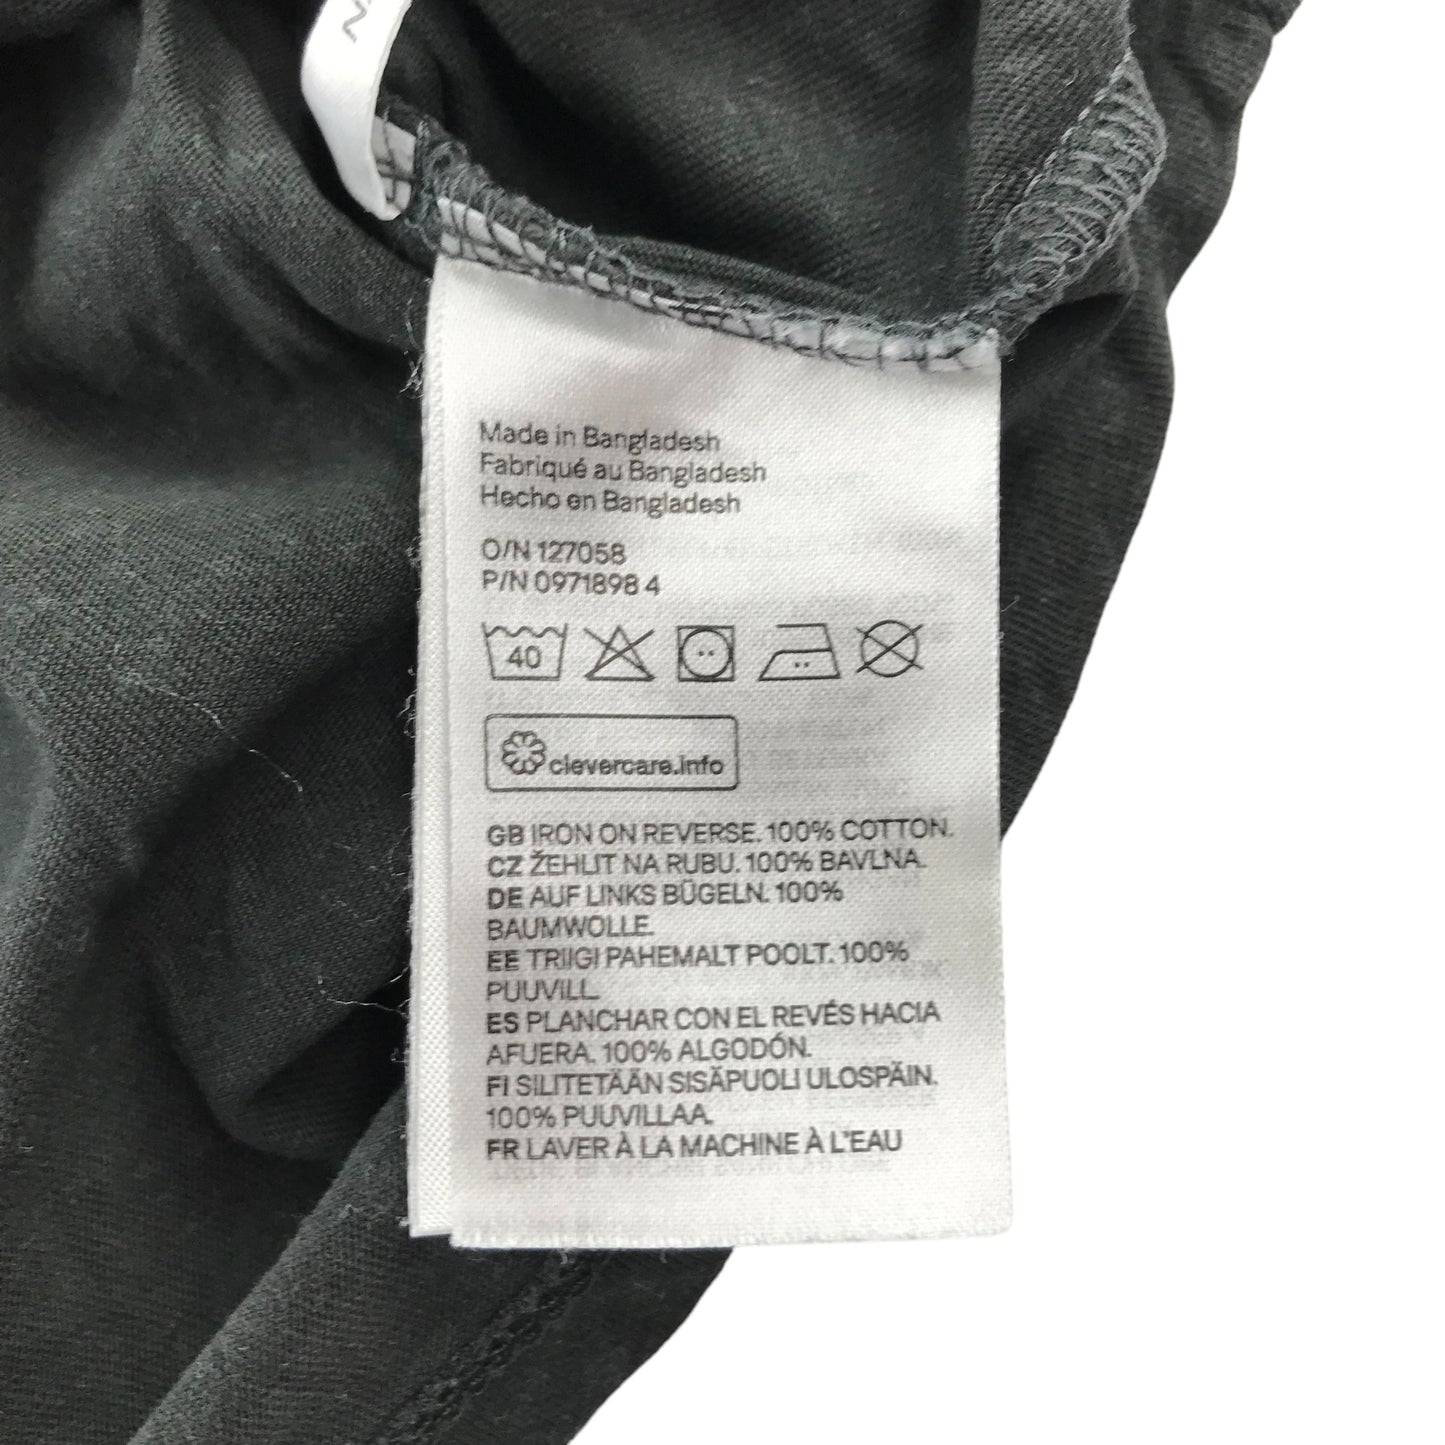 Made in Bangladesh
Fabriqué au Bangladesh
Hecho en Bangladesh
O/N 127058
P/N 0971898 4
40
clevercare.info
GB IRON ON REVERSE. 100% COTTON.
CZ ŽEHLIT NA RUBU. 100% BAVLNA.
DE AUF LINKS BÜGELN. 100%
BAUMWOLLE.
EE TRIIGI PAHEMALT POOLT. 100%
PUUVILL.
ES PLANCHAR CON EL REVÉS HACIA
AFUERA. 100% ALGODÓN.
FI SILITETÄÄN SISÄPUOLI ULOSPÄIN.
100% PUUVILLAA.
FR LAVER À LA MACHINE À L'EAU